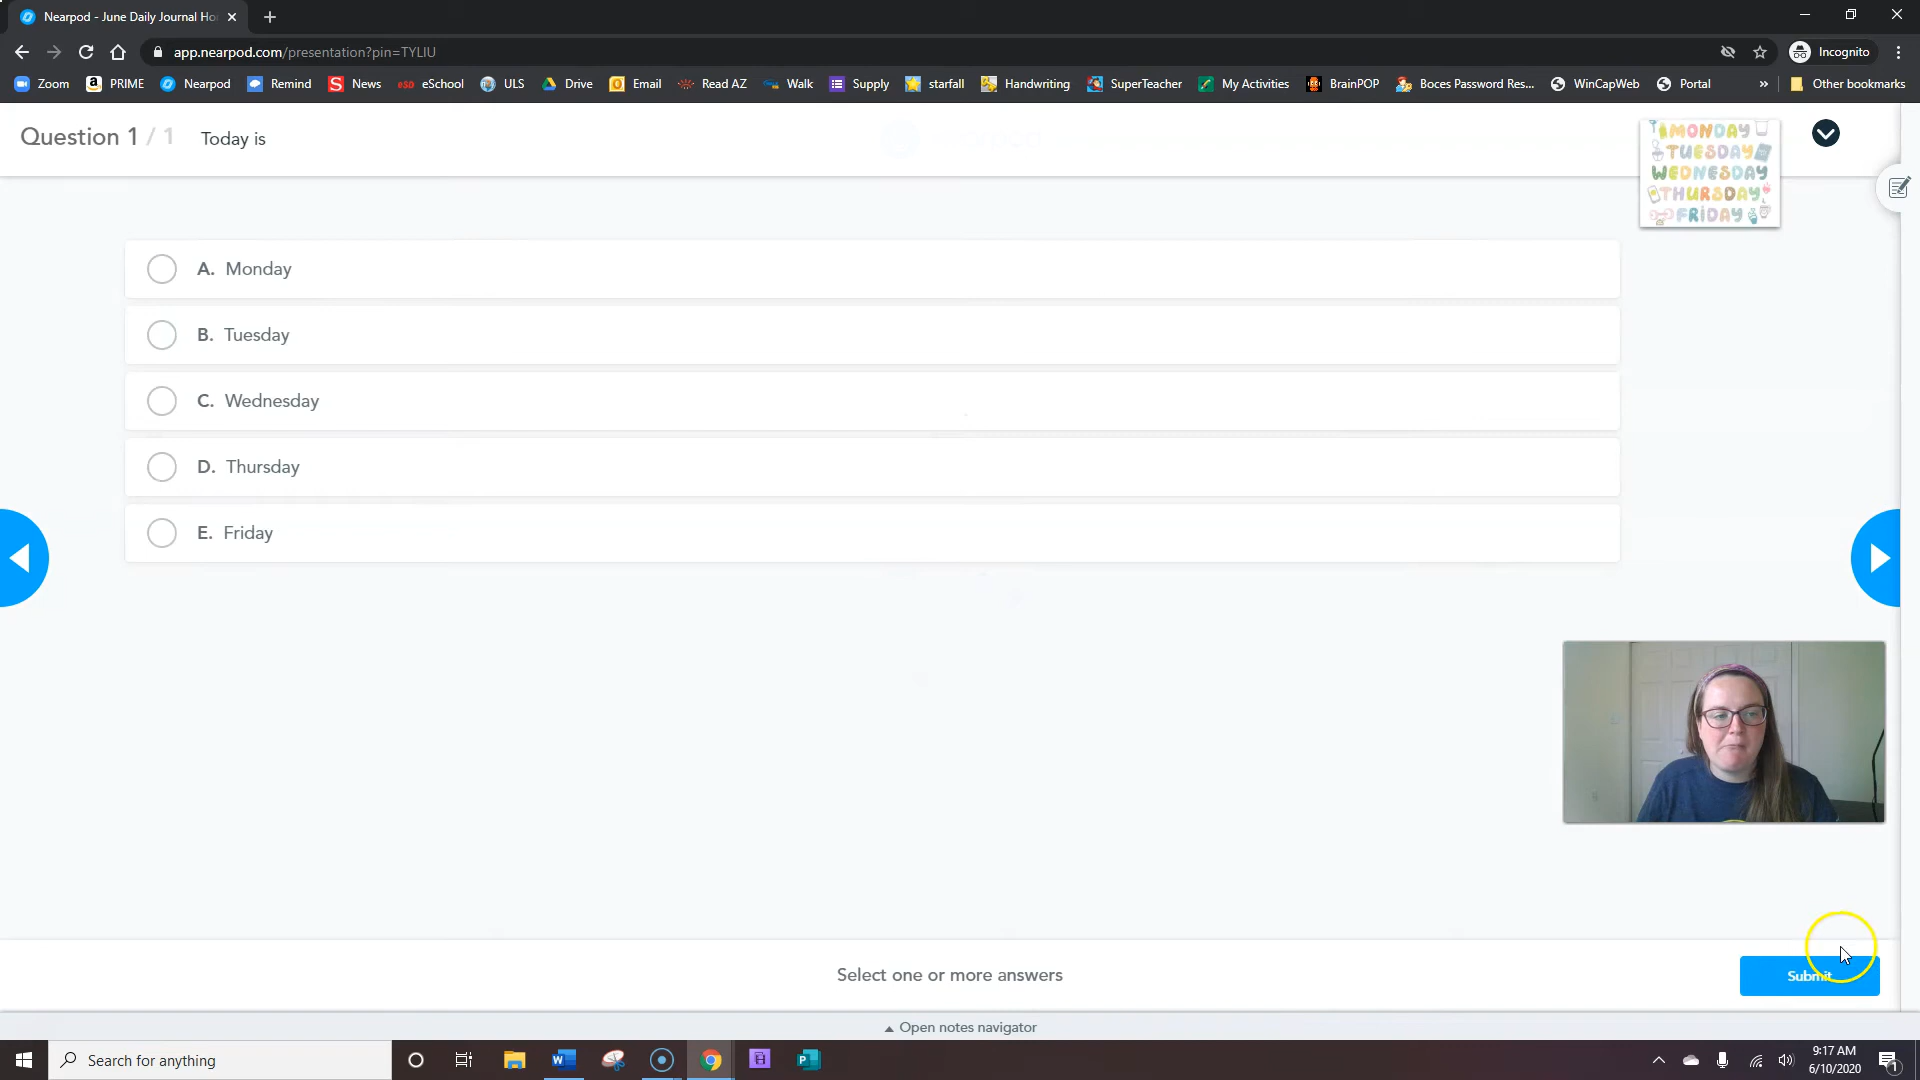 Nearpod - June Daily Journal Ho
app.nearpod.com/presentation?pin=TYLIU
Incognito
Zoom PRIME Nearpod Remind News eSchool ULS Drive Email Read AZ Walk Supply starfall Handwriting SuperTeacher My Activities BrainPOP Boces Password Res... WinCapWeb Portal » Other bookmarks
Question 1 / 1 Today is
MONDAY
TUESDAY
WEDNESDAY
THURSDAY
FRIDAY
A. Monday
B. Tuesday
C. Wednesday
D. Thursday
E. Friday
Select one or more answers
Submit
Open notes navigator
Search for anything
9:17 AM
6/10/2020
1